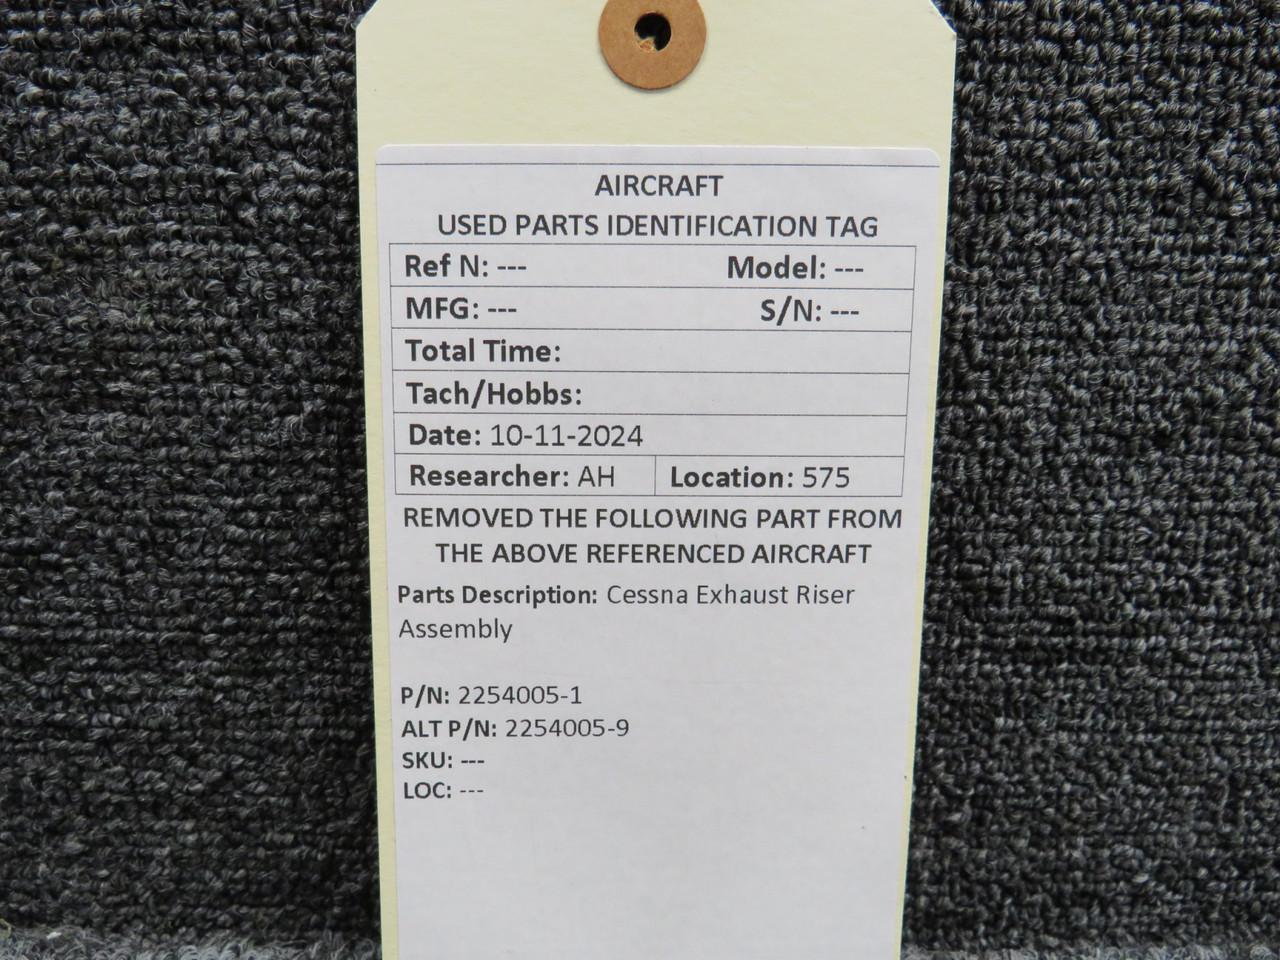 AIRCRAFT
USED PARTS IDENTIFICATION TAG
Ref N: --- Model: ---
MFG: --- S/N: ---
Total Time:
Tach/Hobbs:
Date: 10-11-2024
Researcher: AH Location: 575
REMOVED THE FOLLOWING PART FROM
THE ABOVE REFERENCED AIRCRAFT
Parts Description: Cessna Exhaust Riser
Assembly
P/N: 2254005-1
ALT P/N: 2254005-9
SKU: ---
LOC: ---